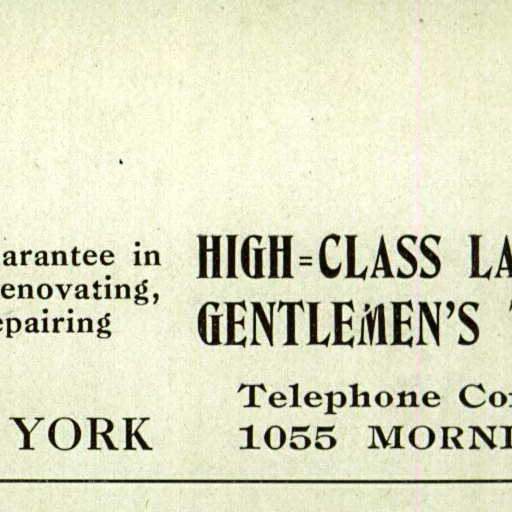 arantee in
enovating,
epairing
YORK
HIGH=CLASS LA
GENTLEMEN'S
Telephone Co
1055 MORNI